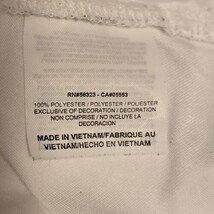 RN#56323 - CA#05553
100% POLYESTER / POLYESTER / POLIESTER
EXCLUSIVE OF DECORATION / DECORATION
NON COMPRISE / NO INCLUYE LA
DECORACION
MADE IN VIETNAM/FABRIQUE AU
VIETNAM/HECHO EN VIETNAM